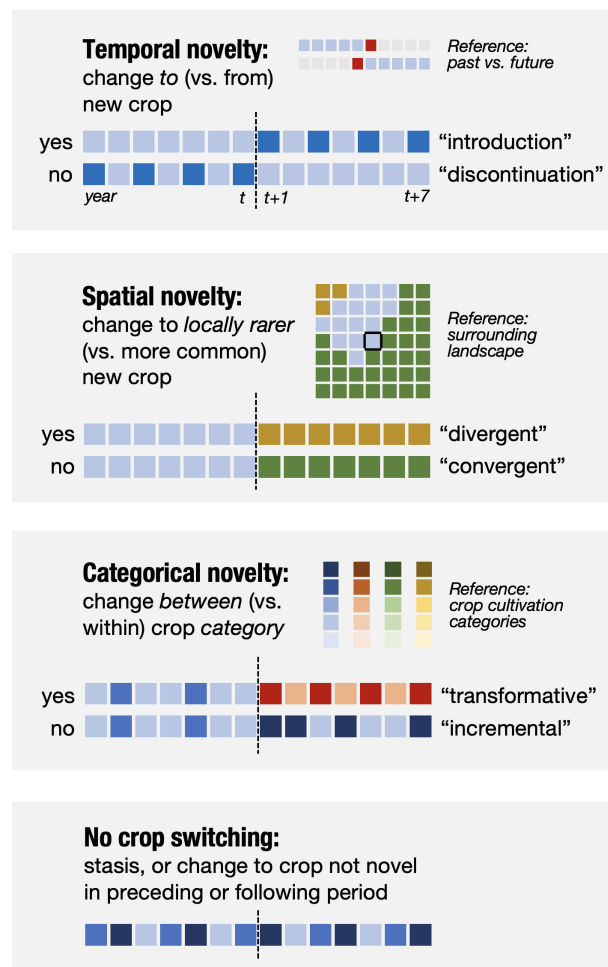 Temporal novelty:
change to (vs. from)
new crop
Reference:
past vs. future
yes
“introduction”
no
“discontinuation”
year
t
t+1
t+7
Spatial novelty:
change to locally rarer
(vs. more common)
new crop
Reference:
surrounding
landscape
yes
“divergent”
no
“convergent”
Categorical novelty:
change between (vs.
within) crop category
Reference:
crop cultivation
categories
yes
“transformative”
no
“incremental”
No crop switching:
stasis, or change to crop not novel
in preceding or following period